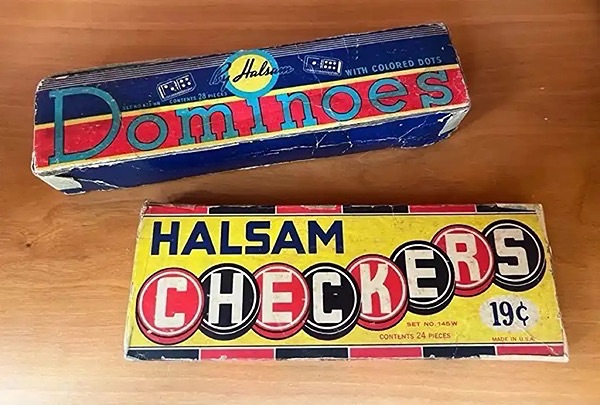 By Halsam
WITH COLORED DOTS
CONTENTS 28 PIECES
Dominoes
HALSAM
CHECKERS
19¢
SET NO. 145W
CONTENTS 24 PIECES
MADE IN U.S.A.